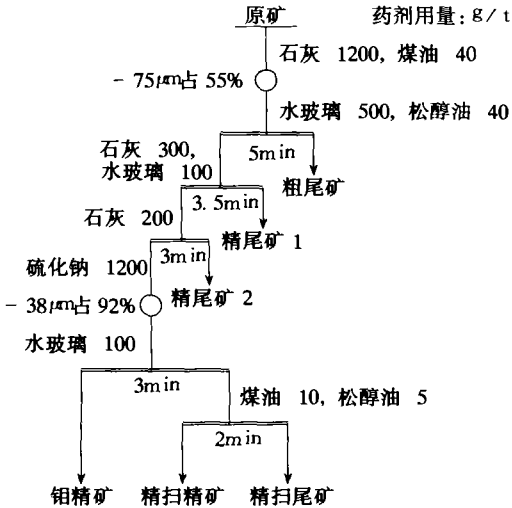 原矿
药剂用量:g/t
石灰 1200,煤油 40
－75μm占55%
水玻璃 500,松醇油 40
石灰 300,
水玻璃 100
5min
粗尾矿
石灰 200
3.5min
精尾矿 1
硫化钠 1200
3min
精尾矿 2
－38μm占92%
水玻璃 100
3min
煤油 10,松醇油 5
2min
钼精矿
精扫精矿
精扫尾矿